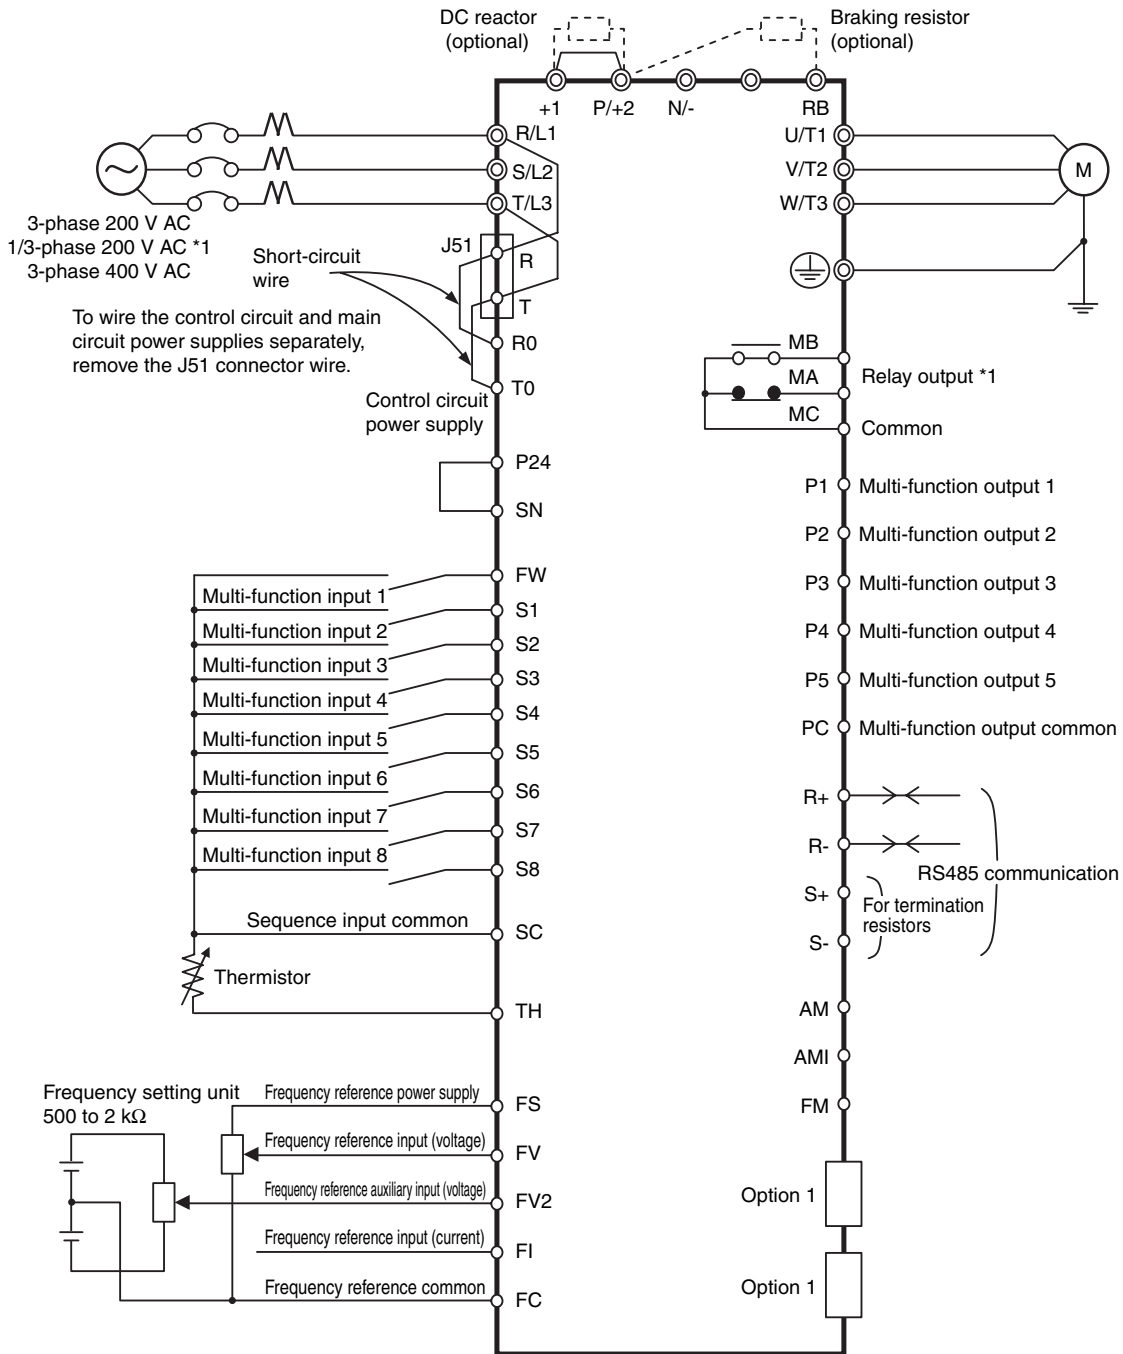 DC reactor
(optional)
Braking resistor
(optional)
+1
P/+2
N/-
RB
R/L1
S/L2
T/L3
U/T1
V/T2
W/T3
M
3-phase 200 V AC
1/3-phase 200 V AC *1
3-phase 400 V AC
J51
R
T
Short-circuit
wire
To wire the control circuit and main
circuit power supplies separately,
remove the J51 connector wire.
R0
T0
Control circuit
power supply
MB
MA
MC
Relay output *1
Common
P24
SN
P1 Multi-function output 1
P2 Multi-function output 2
P3 Multi-function output 3
P4 Multi-function output 4
P5 Multi-function output 5
PC Multi-function output common
FW
Multi-function input 1
S1
Multi-function input 2
S2
Multi-function input 3
S3
Multi-function input 4
S4
Multi-function input 5
S5
Multi-function input 6
S6
Multi-function input 7
S7
Multi-function input 8
S8
Sequence input common
SC
Thermistor
TH
R+
R-
RS485 communication
S+
For termination
resistors
S-
AM
AMI
FM
Frequency setting unit
500 to 2 kΩ
Frequency reference power supply
FS
Frequency reference input (voltage)
FV
Frequency reference auxiliary input (voltage)
FV2
Frequency reference input (current)
FI
Frequency reference common
FC
Option 1
Option 1